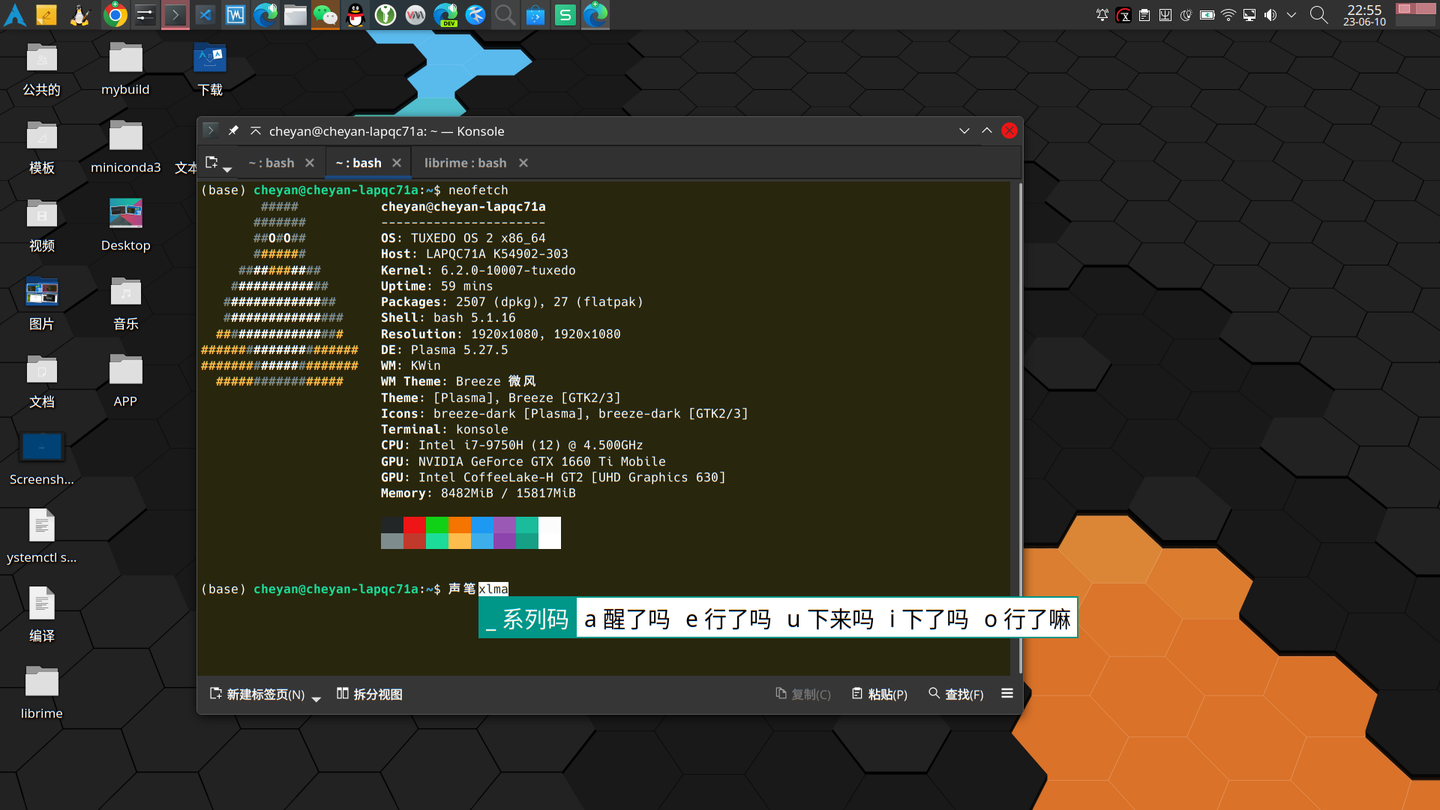 DEV
22:55
23-06-10
公共的
mybuild
下载
模板
miniconda3
文本
视频
Desktop
图片
音乐
文档
APP
Screensh...
ystemctl s...
编译
librime
cheyan@cheyan-lapqc71a: ~ — Konsole
~ : bash
~ : bash
librime : bash
(base) cheyan@cheyan-lapqc71a:~$ neofetch
cheyan@cheyan-lapqc71a
----------------------
OS: TUXEDO OS 2 x86_64
Host: LAPQC71A K54902-303
Kernel: 6.2.0-10007-tuxedo
Uptime: 59 mins
Packages: 2507 (dpkg), 27 (flatpak)
Shell: bash 5.1.16
Resolution: 1920x1080, 1920x1080
DE: Plasma 5.27.5
WM: KWin
WM Theme: Breeze 微风
Theme: [Plasma], Breeze [GTK2/3]
Icons: breeze-dark [Plasma], breeze-dark [GTK2/3]
Terminal: konsole
CPU: Intel i7-9750H (12) @ 4.500GHz
GPU: NVIDIA GeForce GTX 1660 Ti Mobile
GPU: Intel CoffeeLake-H GT2 [UHD Graphics 630]
Memory: 8482MiB / 15817MiB
(base) cheyan@cheyan-lapqc71a:~$ 声笔xlma
_ 系列码 a 醒了吗 e 行了吗 u 下来吗 i 下了吗 o 行了嘛
新建标签页(N)
拆分视图
复制(C)
粘贴(P)
查找(F)